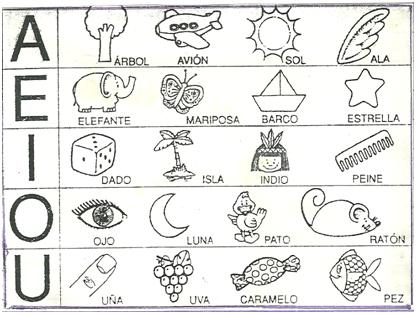 A
ÁRBOL AVIÓN SOL ALA
E
ELEFANTE MARIPOSA BARCO ESTRELLA
I
DADO ISLA INDIO PEINE
O
OJO LUNA PATO RATÓN
U
UÑA UVA CARAMELO PEZ